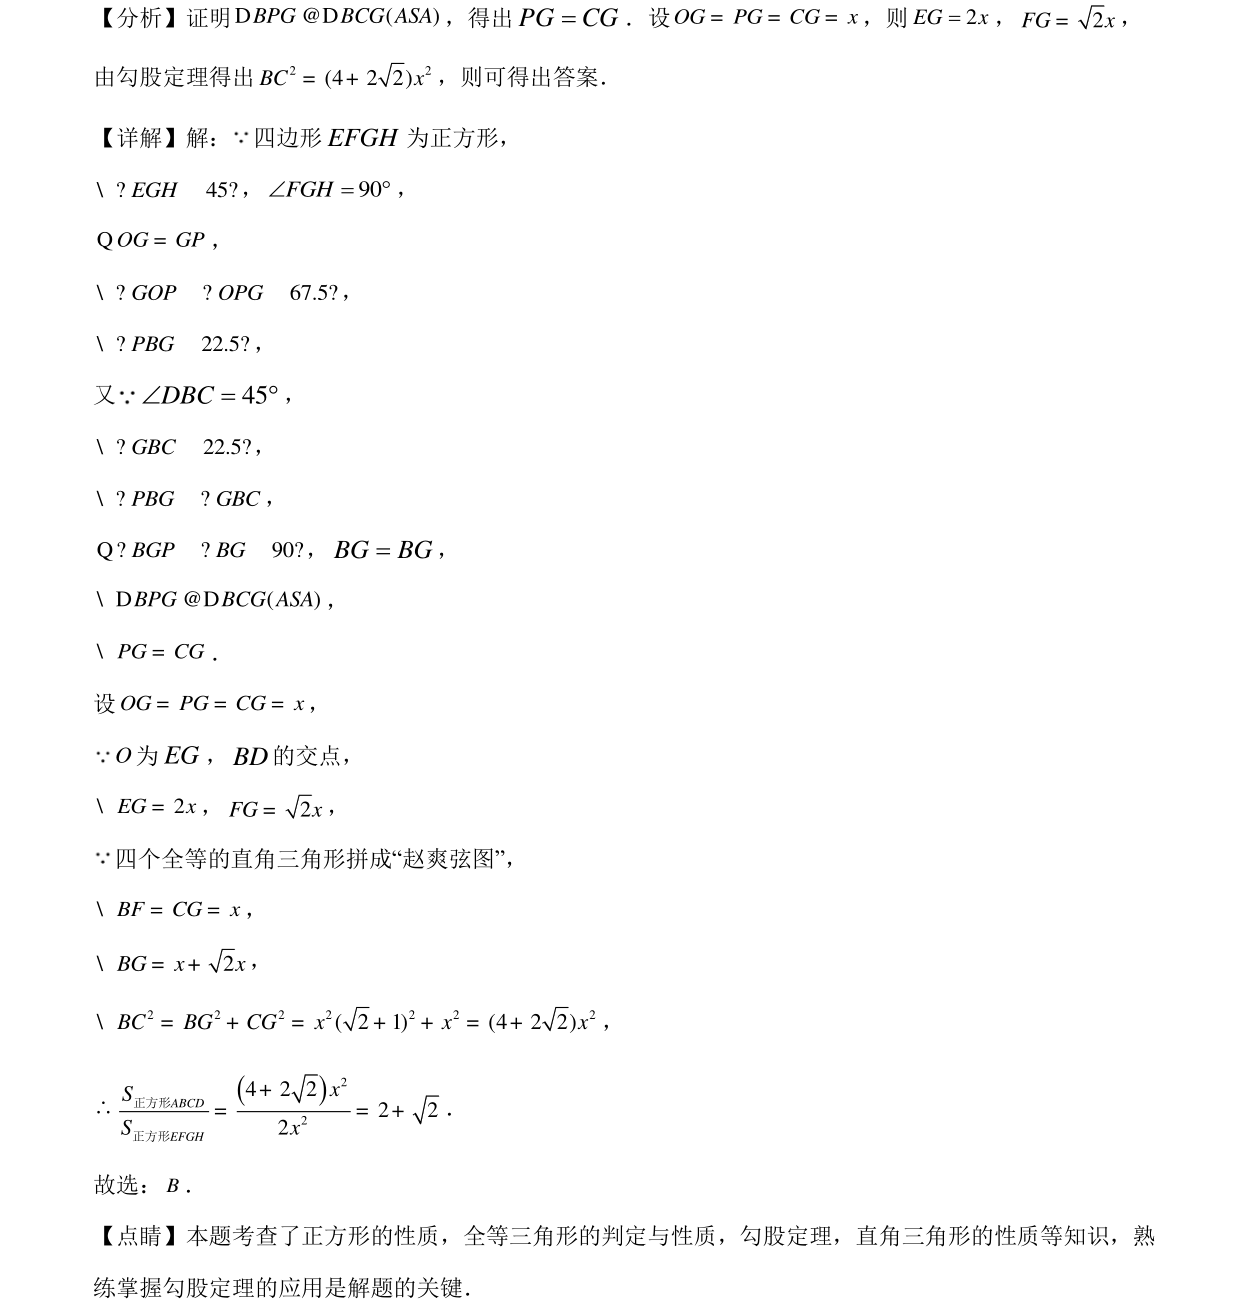 【分析】证明DBPG @DBCG(ASA)，得出PG = CG．设OG = PG = CG = x，则EG = 2x，FG = √2x，
由勾股定理得出BC² = (4 + 2√2)x²，则可得出答案．
【详解】解：∵四边形EFGH 为正方形，
\ ?EGH 45?，∠FGH = 90°，
QOG = GP，
\ ?GOP ?OPG 67.5?，
\ ?PBG 22.5?，
又∵∠DBC = 45°，
\ ?GBC 22.5?，
\ ?PBG ?GBC，
Q?BGP ?BG 90?，BG = BG，
\ DBPG @DBCG(ASA)，
\ PG = CG．
设OG = PG = CG = x，
∵O为EG，BD的交点，
\ EG = 2x，FG = √2x，
∵四个全等的直角三角形拼成“赵爽弦图”，
\ BF = CG = x，
\ BG = x + √2x，
\ BC² = BG² + CG² = x²(√2 + 1)² + x² = (4 + 2√2)x²，
∴ S正方形ABCD / S正方形EFGH = (4 + 2√2)x² / 2x² = 2 + √2．
故选：B．
【点睛】本题考查了正方形的性质，全等三角形的判定与性质，勾股定理，直角三角形的性质等知识，熟
练掌握勾股定理的应用是解题的关键．